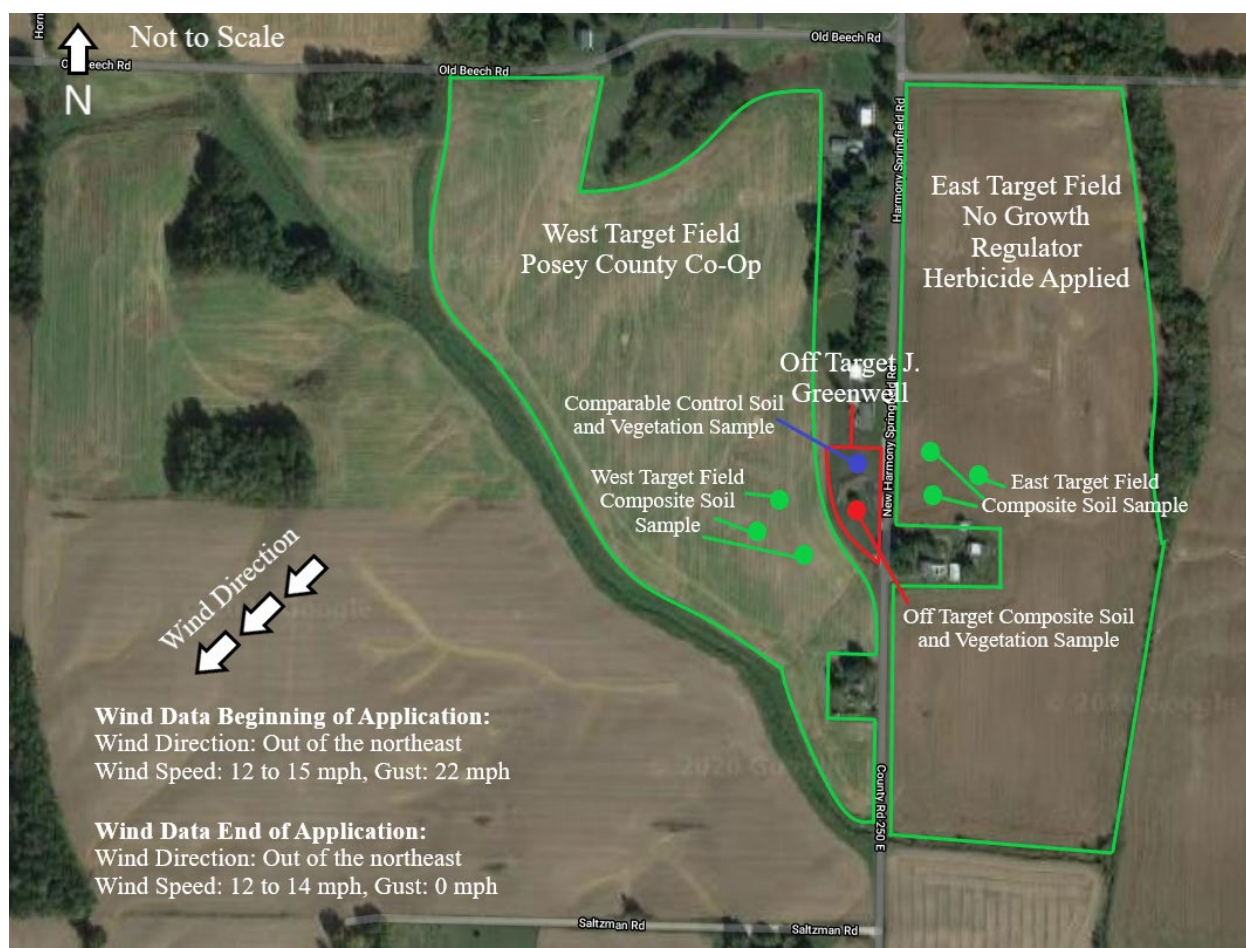 Not to Scale
N
Horn
Old Beech Rd
Old Beech Rd
Old Beech Rd
Harmony Springfield Rd
West Target Field
Posey County Co-Op
East Target Field
No Growth
Regulator
Herbicide Applied
Off Target J.
Greenwell
New Harmony Springfield Rd
Comparable Control Soil
and Vegetation Sample
West Target Field
Composite Soil
Sample
East Target Field
Composite Soil Sample
Off Target Composite Soil
and Vegetation Sample
Wind Direction
Google
© 2020 Google
© 2020 Google
Wind Data Beginning of Application:
Wind Direction: Out of the northeast
Wind Speed: 12 to 15 mph, Gust: 22 mph
Wind Data End of Application:
Wind Direction: Out of the northeast
Wind Speed: 12 to 14 mph, Gust: 0 mph
County Rd 250 E
Saltzman Rd
Saltzman Rd